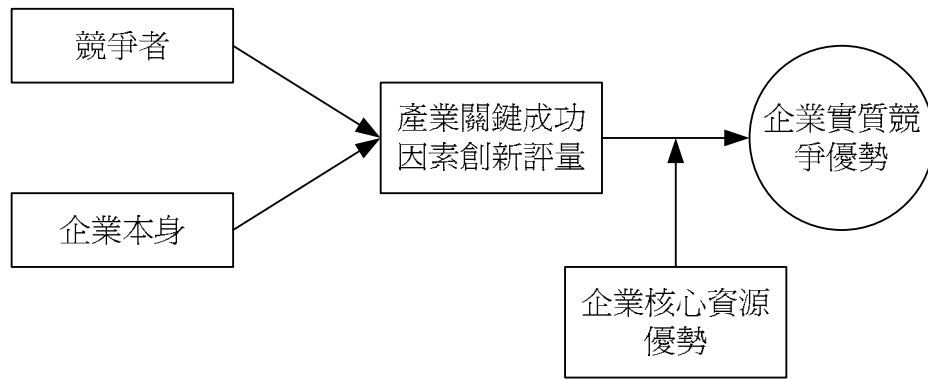 競爭者
產業關鍵成功
因素創新評量
企業實質競
爭優勢
企業本身
企業核心資源
優勢